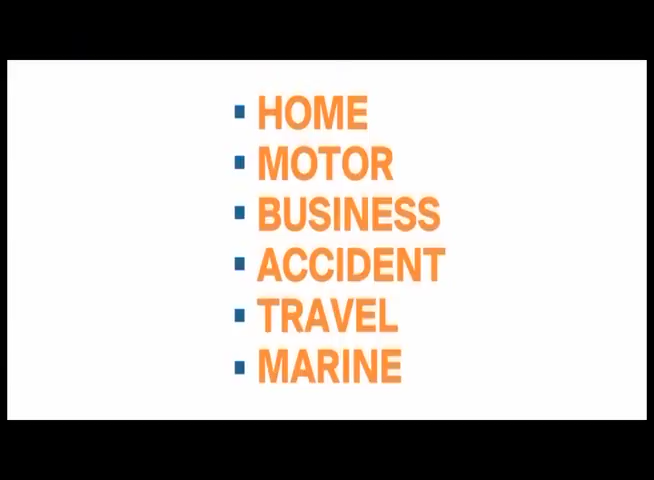 ▪ HOME
▪ MOTOR
▪ BUSINESS
▪ ACCIDENT
▪ TRAVEL
▪ MARINE